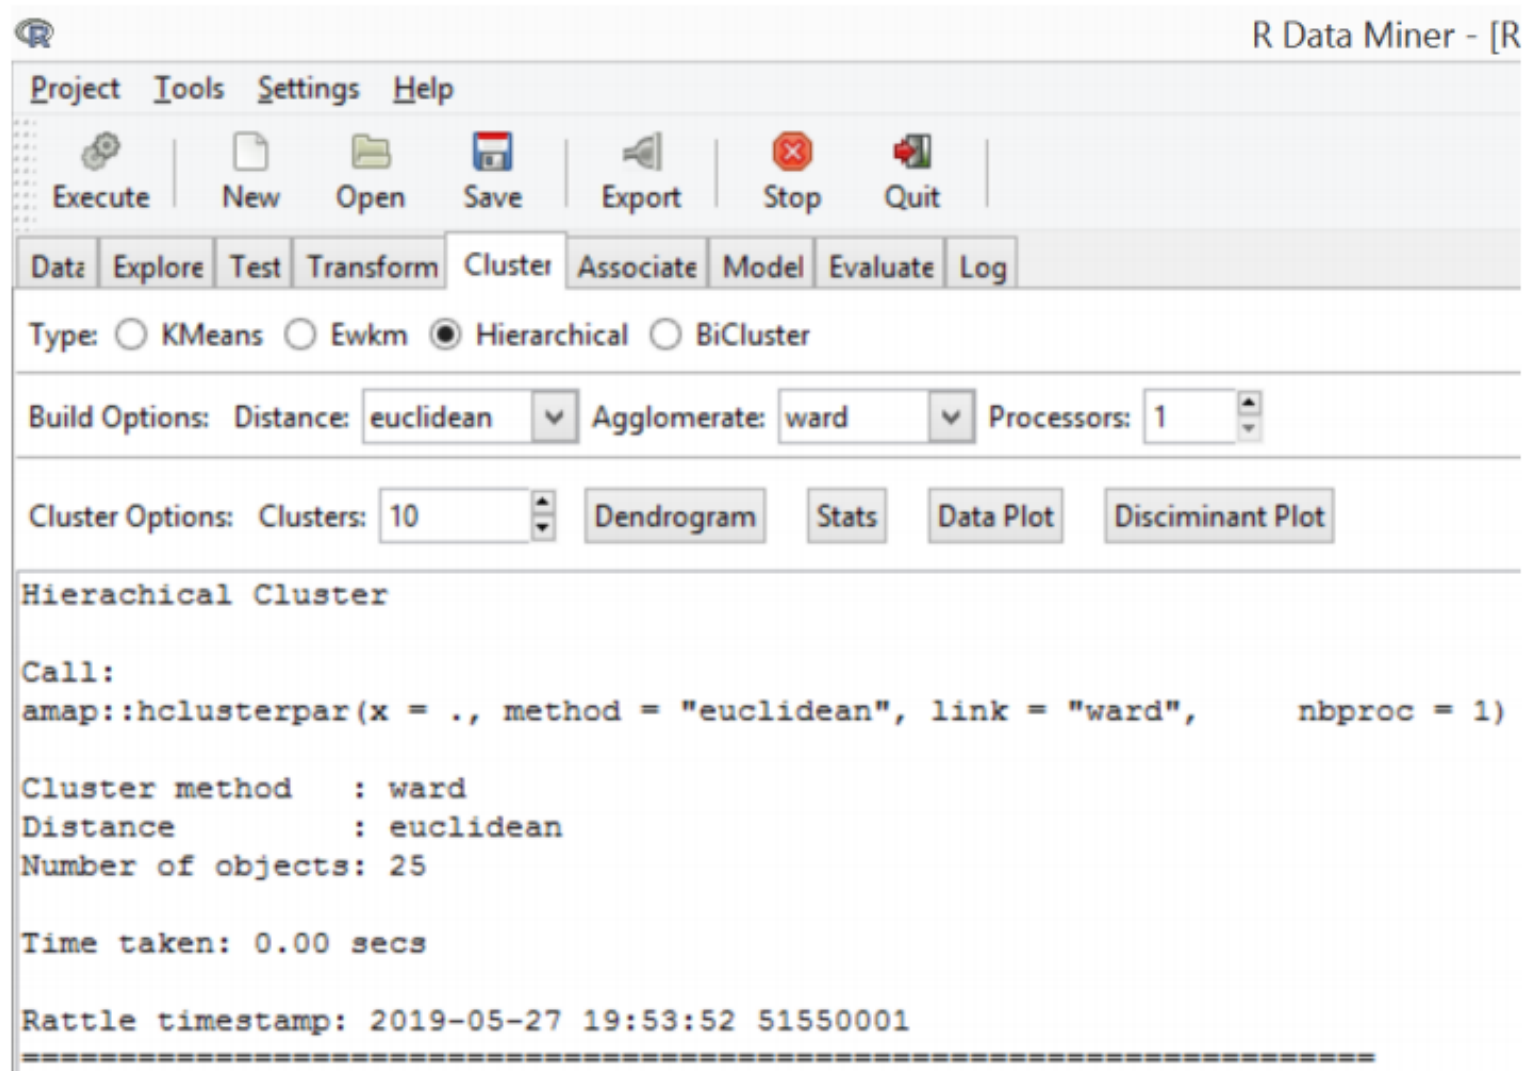 R Data Miner - [R
Project Tools Settings Help
Execute New Open Save Export Stop Quit
Data Explore Test Transform Cluster Associate Model Evaluate Log
Type: KMeans Ewkm Hierarchical BiCluster
Build Options: Distance: euclidean Agglomerate: ward Processors: 1
Cluster Options: Clusters: 10 Dendrogram Stats Data Plot Disciminant Plot
Hierachical Cluster
Call:
amap::hclusterpar(x = ., method = "euclidean", link = "ward", nbproc = 1)
Cluster method : ward
Distance : euclidean
Number of objects: 25
Time taken: 0.00 secs
Rattle timestamp: 2019-05-27 19:53:52 51550001
======================================================================